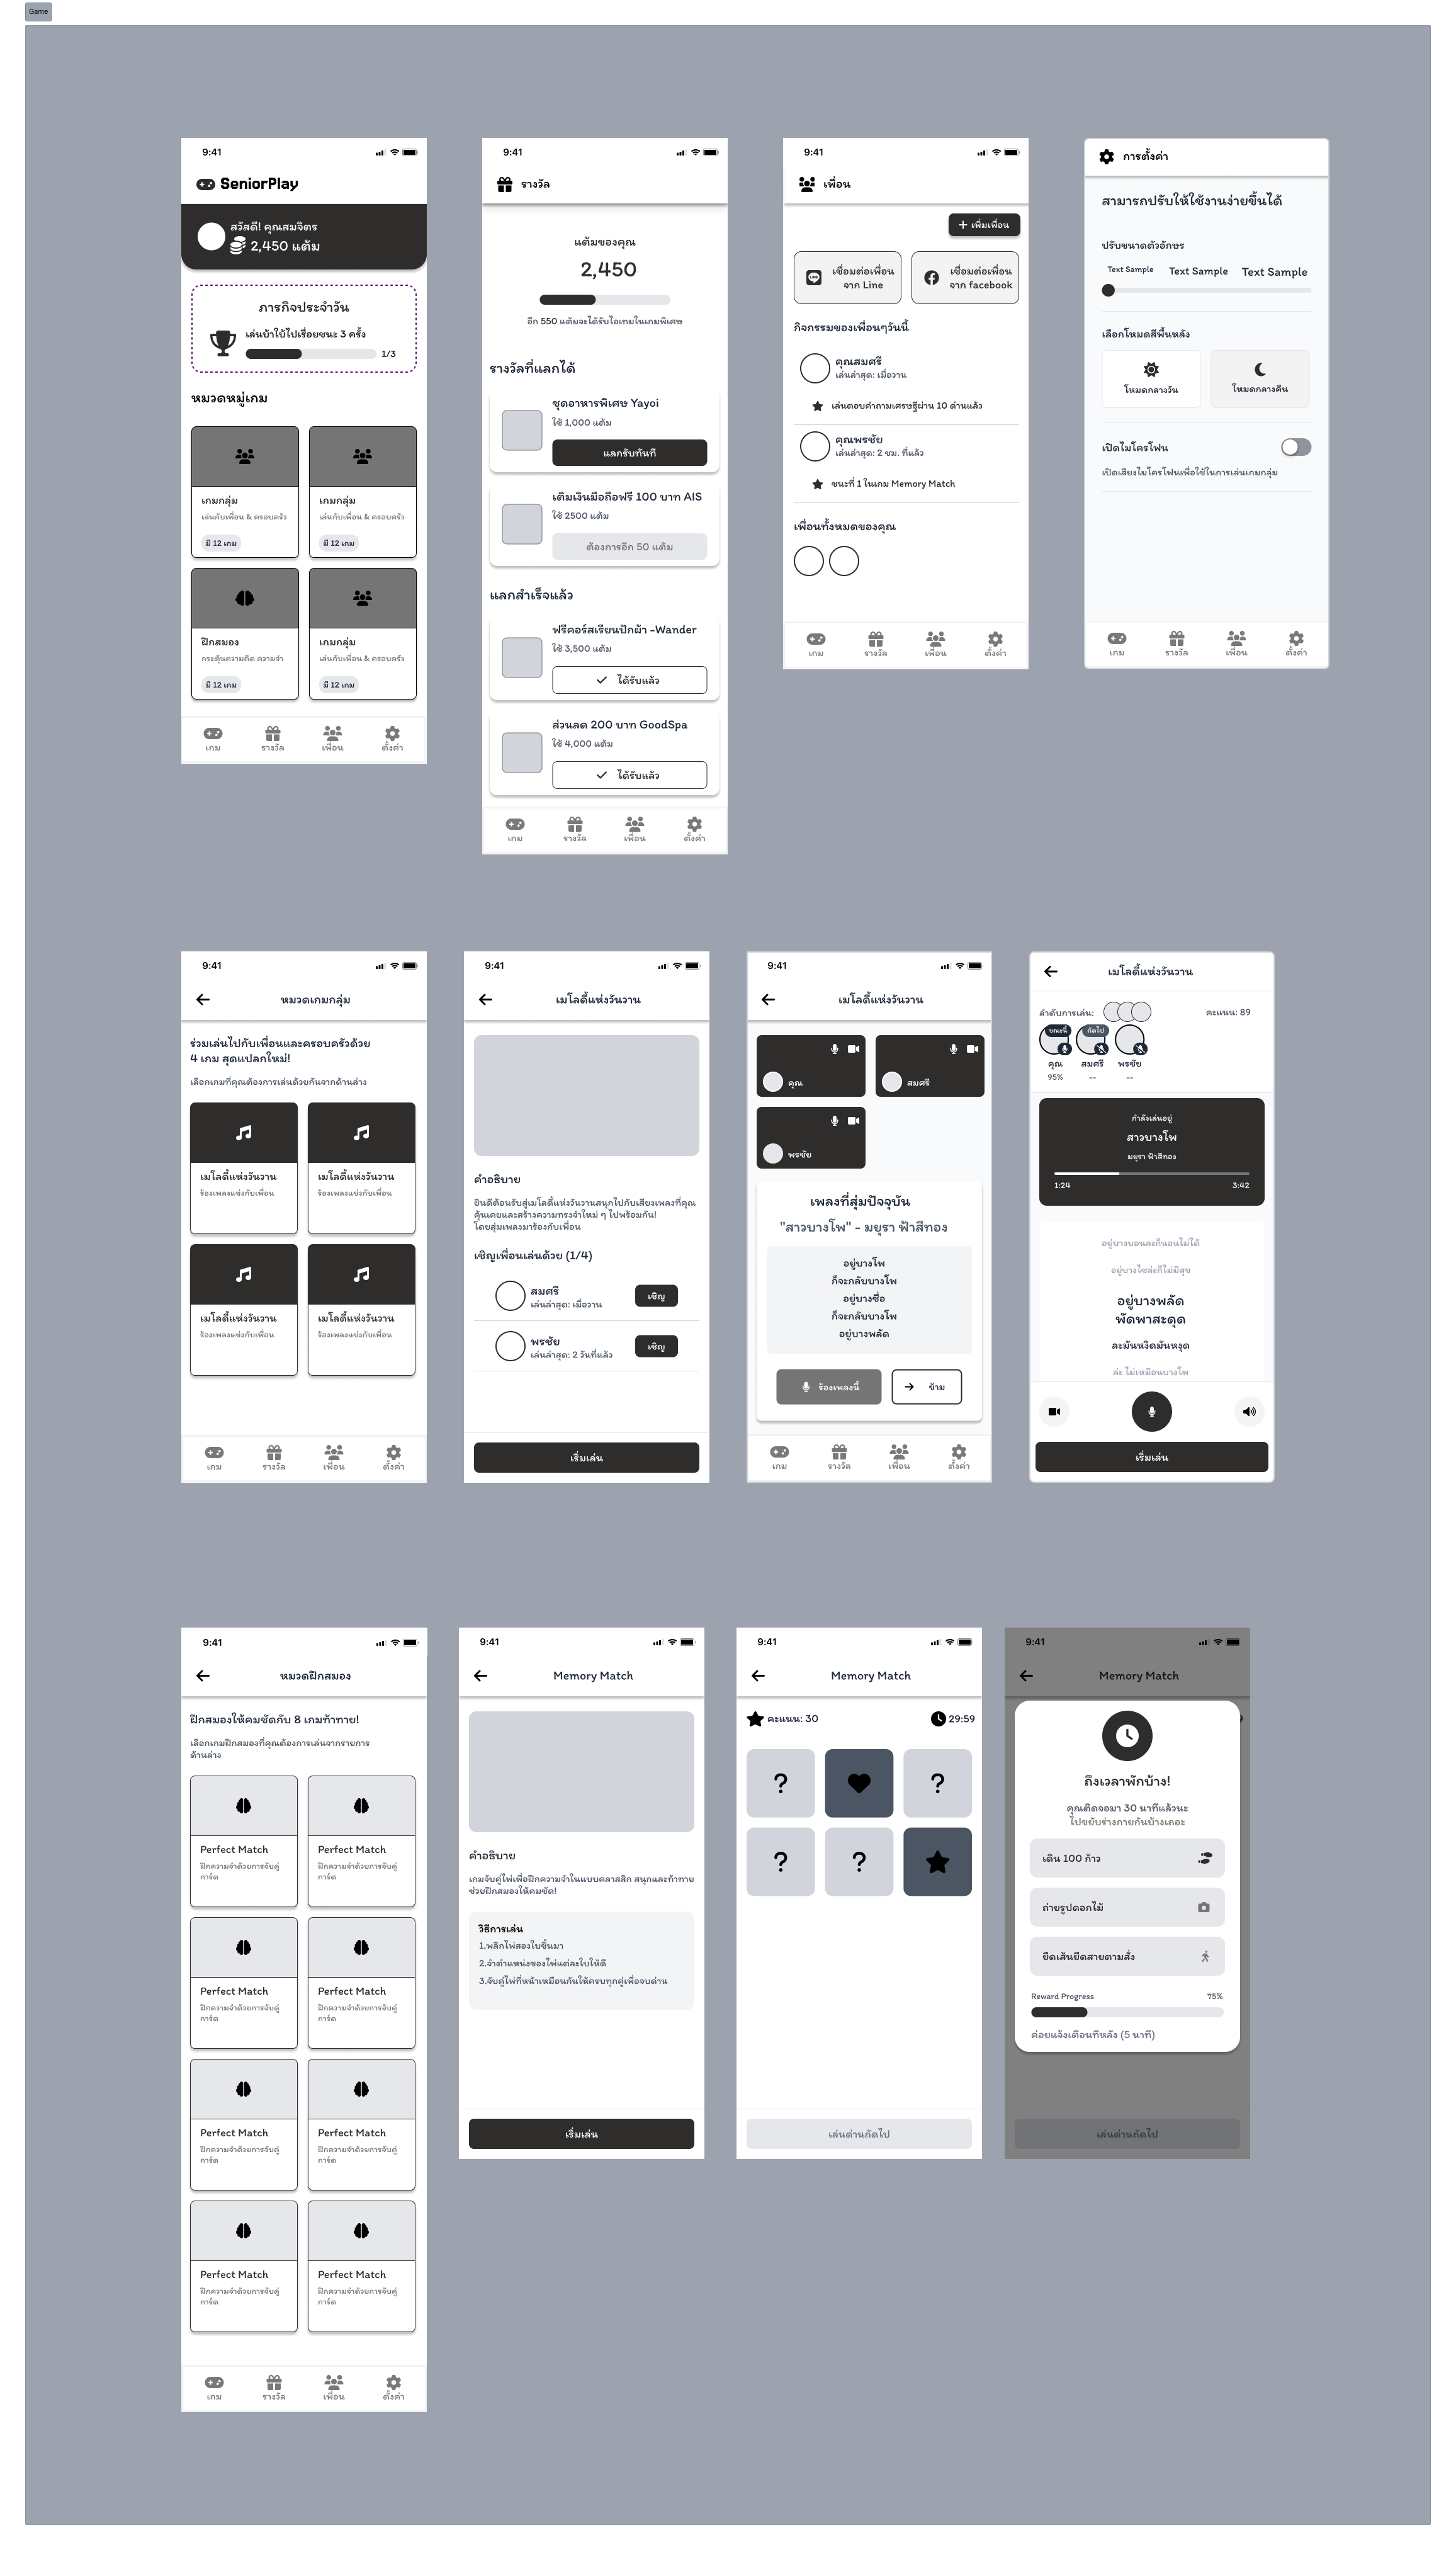 Game
9:41
SeniorPlay
สวัสดี! คุณสมจิตร
2,450 แต้ม
ภารกิจประจำวัน
เล่นบ้าใบ้ไปเรื่อยชนะ 3 ครั้ง
1/3
หมวดหมู่เกม
เกมกลุ่ม
เล่นกับเพื่อน & ครอบครัว
มี 12 เกม
เกมกลุ่ม
เล่นกับเพื่อน & ครอบครัว
มี 12 เกม
ฝึกสมอง
กระตุ้นความคิด ความจำ
มี 12 เกม
เกมกลุ่ม
เล่นกับเพื่อน & ครอบครัว
มี 12 เกม
เกม รางวัล เพื่อน ตั้งค่า
9:41
รางวัล
แต้มของคุณ
2,450
อีก 550 แต้มจะได้รับไอเทมในเกมพิเศษ
รางวัลที่แลกได้
ชุดอาหารพิเศษ Yayoi
ใช้ 1,000 แต้ม
แลกรับทันที
เติมเงินมือถือฟรี 100 บาท AIS
ใช้ 2500 แต้ม
ต้องการอีก 50 แต้ม
แลกสำเร็จแล้ว
ฟรีคอร์สเรียนปักผ้า -Wander
ใช้ 3,500 แต้ม
ได้รับแล้ว
ส่วนลด 200 บาท GoodSpa
ใช้ 4,000 แต้ม
ได้รับแล้ว
เกม รางวัล เพื่อน ตั้งค่า
9:41
เพื่อน
เพิ่มเพื่อน
เชื่อมต่อเพื่อน
จาก Line
เชื่อมต่อเพื่อน
จาก facebook
กิจกรรมของเพื่อนๆวันนี้
คุณสมศรี
เล่นล่าสุด: เมื่อวาน
เล่นตอบคำถามเศรษฐีผ่าน 10 ด่านแล้ว
คุณพรชัย
เล่นล่าสุด: 2 ชม. ที่แล้ว
ชนะที่ 1 ในเกม Memory Match
เพื่อนทั้งหมดของคุณ
เกม รางวัล เพื่อน ตั้งค่า
การตั้งค่า
สามารถปรับให้ใช้งานง่ายขึ้นได้
ปรับขนาดตัวอักษร
Text Sample Text Sample Text Sample
เลือกโหมดสีพื้นหลัง
โหมดกลางวัน
โหมดกลางคืน
เปิดไมโครโฟน
เปิดเสียงไมโครโฟนเพื่อใช้ในการเล่นเกมกลุ่ม
เกม รางวัล เพื่อน ตั้งค่า
9:41
หมวดเกมกลุ่ม
ร่วมเล่นไปกับเพื่อนและครอบครัวด้วย
4 เกม สุดแปลกใหม่!
เลือกเกมที่คุณต้องการเล่นด้วยกันจากด้านล่าง
เมโลดี้แห่งวันวาน
ร้องเพลงแข่งกับเพื่อน
เมโลดี้แห่งวันวาน
ร้องเพลงแข่งกับเพื่อน
เมโลดี้แห่งวันวาน
ร้องเพลงแข่งกับเพื่อน
เมโลดี้แห่งวันวาน
ร้องเพลงแข่งกับเพื่อน
เกม รางวัล เพื่อน ตั้งค่า
9:41
เมโลดี้แห่งวันวาน
คำอธิบาย
ยินดีต้อนรับสู่เมโลดี้แห่งวันวานสนุกไปกับเสียงเพลงที่คุณ
คุ้นเคยและสร้างความทรงจำใหม่ ๆ ไปพร้อมกัน!
โดยสุ่มเพลงมาร้องกับเพื่อน
เชิญเพื่อนเล่นด้วย (1/4)
สมศรี
เล่นล่าสุด: เมื่อวาน
เชิญ
พรชัย
เล่นล่าสุด: 2 วันที่แล้ว
เชิญ
เริ่มเล่น
9:41
เมโลดี้แห่งวันวาน
คุณ
สมศรี
พรชัย
เพลงที่สุ่มปัจจุบัน
"สาวบางโพ" - มยุรา ฟ้าสีทอง
อยู่บางโพ
ก็จะกลับบางโพ
อยู่บางซื่อ
ก็จะกลับบางโพ
อยู่บางพลัด
ร้องเพลงนี้
ข้าม
เกม รางวัล เพื่อน ตั้งค่า
เมโลดี้แห่งวันวาน
ลำดับการเล่น:
คะแนน: 89
ขณะนี้
ถัดไป
คุณ สมศรี พรชัย
95% -- --
กำลังเล่นอยู่
สาวบางโพ
มยุรา ฟ้าสีทอง
1:24 3:42
อยู่บางบอนละก็นอนไม่ได้
อยู่บางไซล่ะก็ไม่มีสุข
อยู่บางพลัด
พัดพาสะดุด
ละมันหงิดมันหงุด
ล่ะ ไม่เหมือนบางโพ
เริ่มเล่น
9:41
หมวดฝึกสมอง
ฝึกสมองให้คมชัดกับ 8 เกมท้าทาย!
เลือกเกมฝึกสมองที่คุณต้องการเล่นจากรายการ
ด้านล่าง
Perfect Match
ฝึกความจำด้วยการจับคู่
การ์ด
Perfect Match
ฝึกความจำด้วยการจับคู่
การ์ด
Perfect Match
ฝึกความจำด้วยการจับคู่
การ์ด
Perfect Match
ฝึกความจำด้วยการจับคู่
การ์ด
Perfect Match
ฝึกความจำด้วยการจับคู่
การ์ด
Perfect Match
ฝึกความจำด้วยการจับคู่
การ์ด
Perfect Match
ฝึกความจำด้วยการจับคู่
การ์ด
Perfect Match
ฝึกความจำด้วยการจับคู่
การ์ด
เกม รางวัล เพื่อน ตั้งค่า
9:41
Memory Match
คำอธิบาย
เกมจับคู่ไพ่เพื่อฝึกความจำในแบบคลาสสิก สนุกและท้าทาย
ช่วยฝึกสมองให้คมชัด!
วิธีการเล่น
1.พลิกไพ่สองใบขึ้นมา
2.จำตำแหน่งของไพ่แต่ละใบให้ดี
3.จับคู่ไพ่ที่หน้าเหมือนกันให้ครบทุกคู่เพื่อจบด่าน
เริ่มเล่น
9:41
Memory Match
คะแนน: 30
29:59
? ?
? ?
เล่นด่านถัดไป
9:41
Memory Match
9
ถึงเวลาพักบ้าง!
คุณติดจอมา 30 นาทีแล้วนะ
ไปขยับร่างกายกันบ้างเถอะ
เดิน 100 ก้าว
ถ่ายรูปดอกไม้
ยืดเส้นยืดสายตามสั่ง
Reward Progress 75%
ค่อยแจ้งเตือนทีหลัง (5 นาที)
เล่นด่านถัดไป